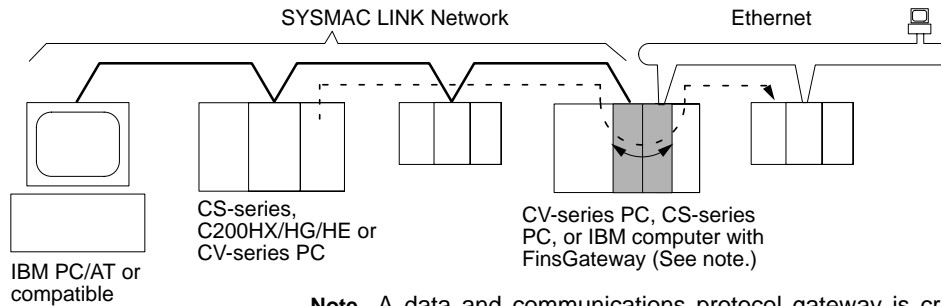 SYSMAC LINK Network
Ethernet
CS-series,
C200HX/HG/HE or
CV-series PC
CV-series PC, CS-series
PC, or IBM computer with
FinsGateway (See note.)
IBM PC/AT or
compatible
Note A data and communications protocol gateway is